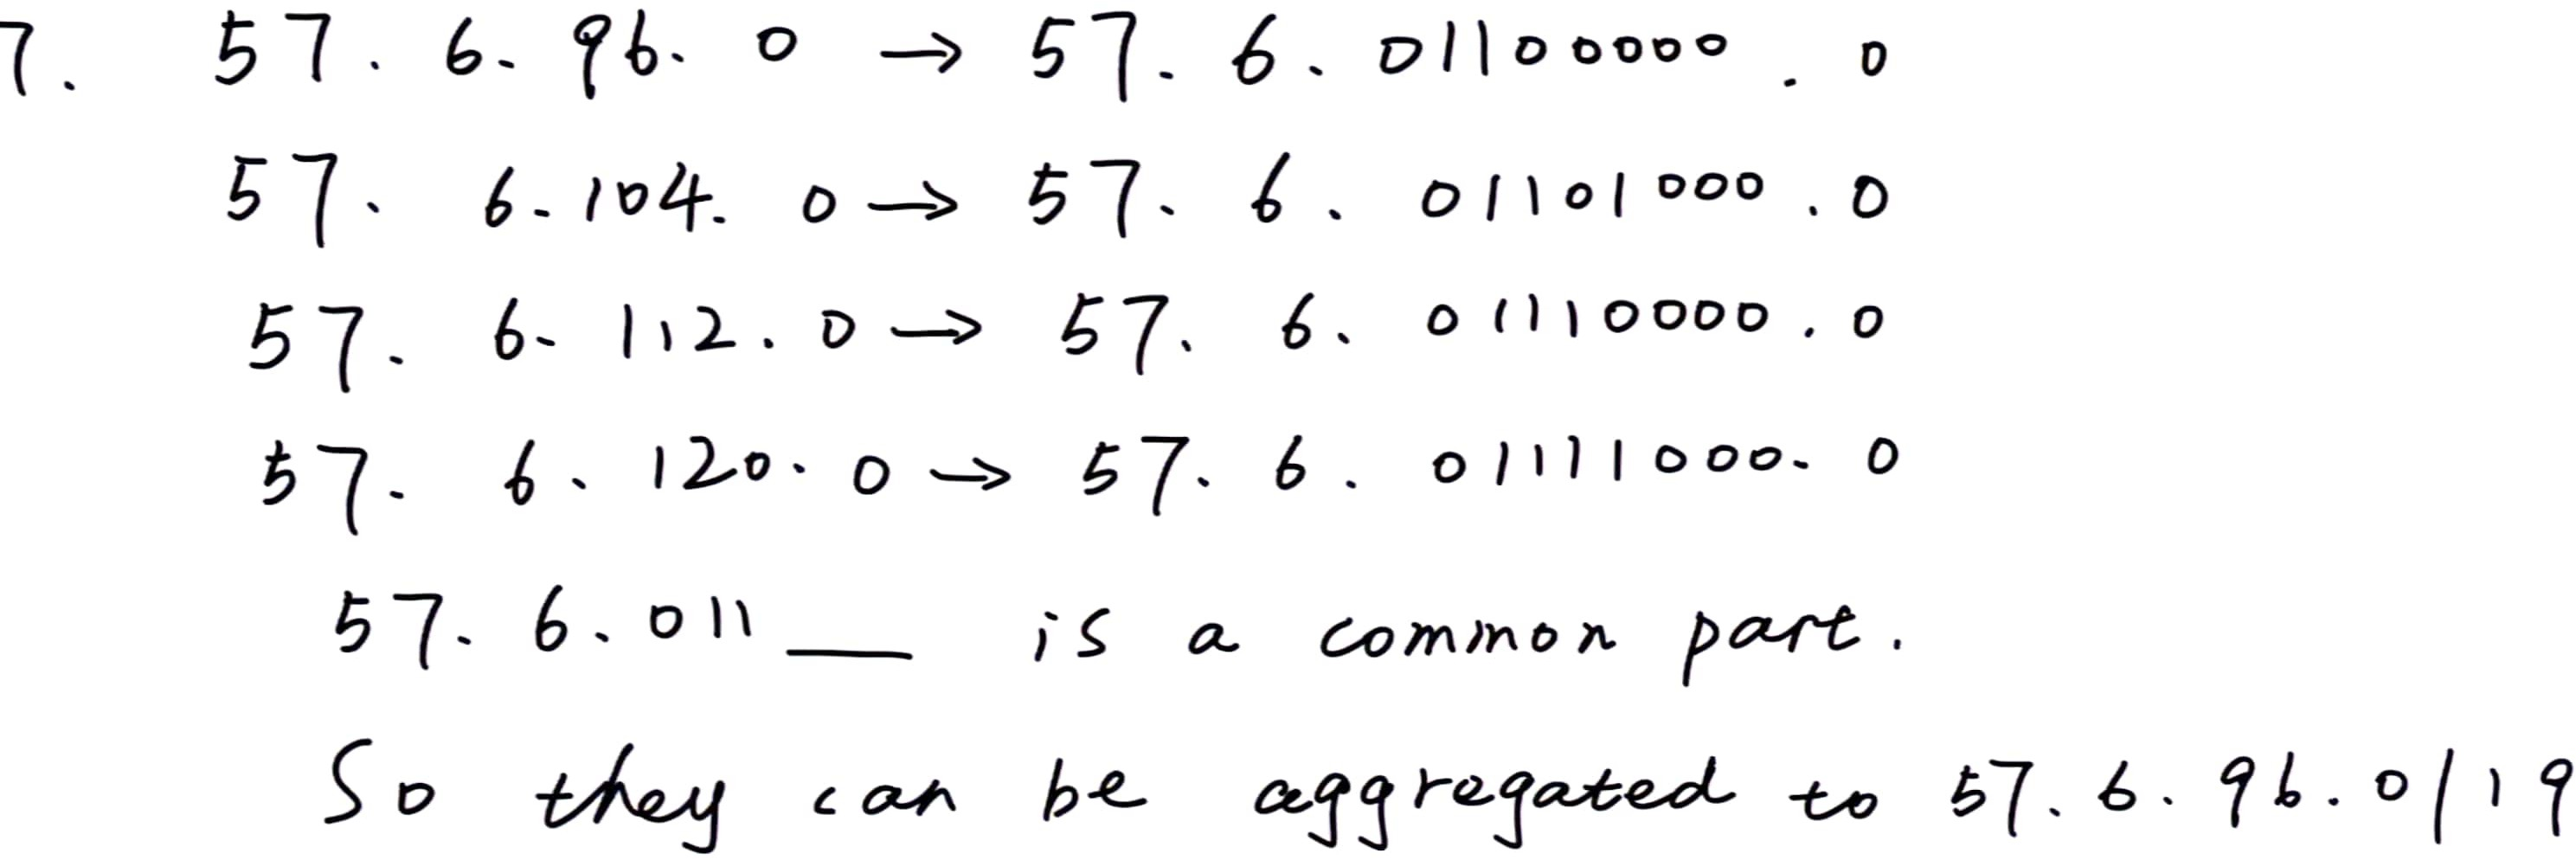 7. 57.6.96.0 → 57.6.01100000.0
57.6.104.0 → 57.6.01101000.0
57.6.112.0 → 57.6.01110000.0
57.6.120.0 → 57.6.01111000.0
57.6.011__ is a common part.
So they can be aggregated to 57.6.96.0/19